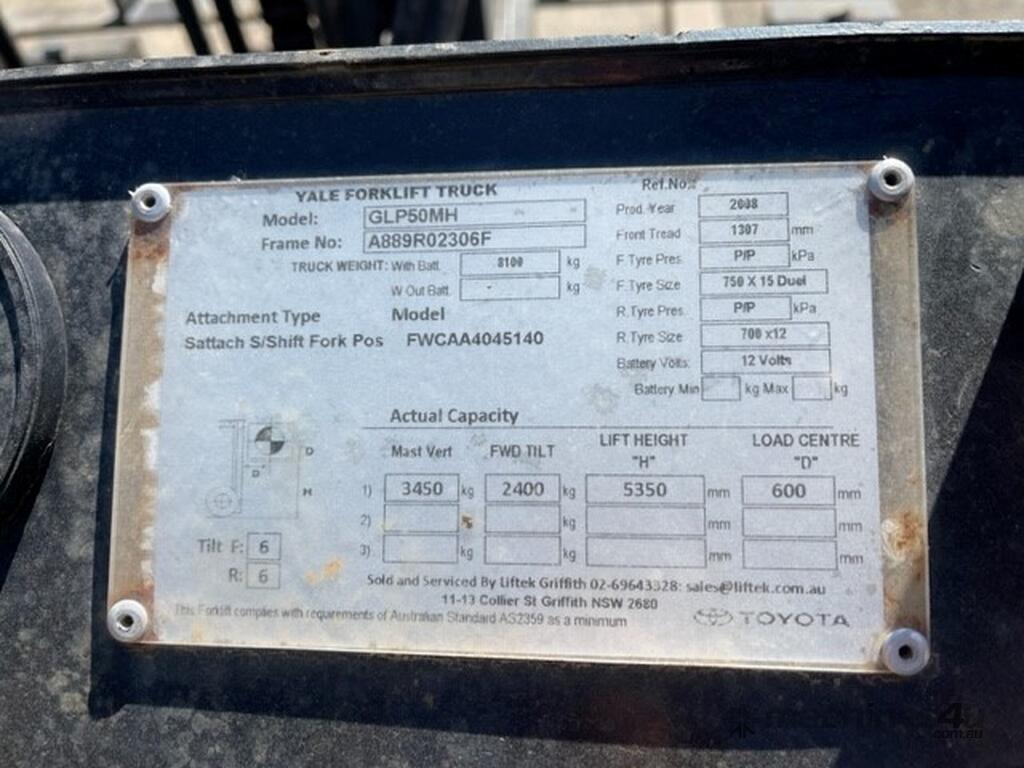 YALE FORKLIFT TRUCK
Model: GLP50MH
Frame No: A889R02306F
TRUCK WEIGHT: With Batt. 8100 kg
W Out Batt. - kg
Attachment Type Model
Sattach S/Shift Fork Pos FWCAA4045140
Ref.No.:
Prod. Year 2008
Front Tread 1307 mm
F.Tyre Pres. P/P kPa
F.Tyre Size 750 X 15 Duel
R.Tyre Pres. P/P kPa
R.Tyre Size 700 x12
Battery Volts: 12 Volts
Battery Min kg Max kg
Actual Capacity
Mast Vert FWD TILT LIFT HEIGHT "H" LOAD CENTRE "D"
1) 3450 kg 2400 kg 5350 mm 600 mm
2) kg kg mm mm
3) kg kg mm mm
D
D
H
Tilt F: 6
R: 6
Sold and Serviced By Liftek Griffith 02-69643328: sales@liftek.com.au
11-13 Collier St Griffith NSW 2680
This Forklift complies with requirements of Australian Standard AS2359 as a minimum
TOYOTA
machines4u
.com.au